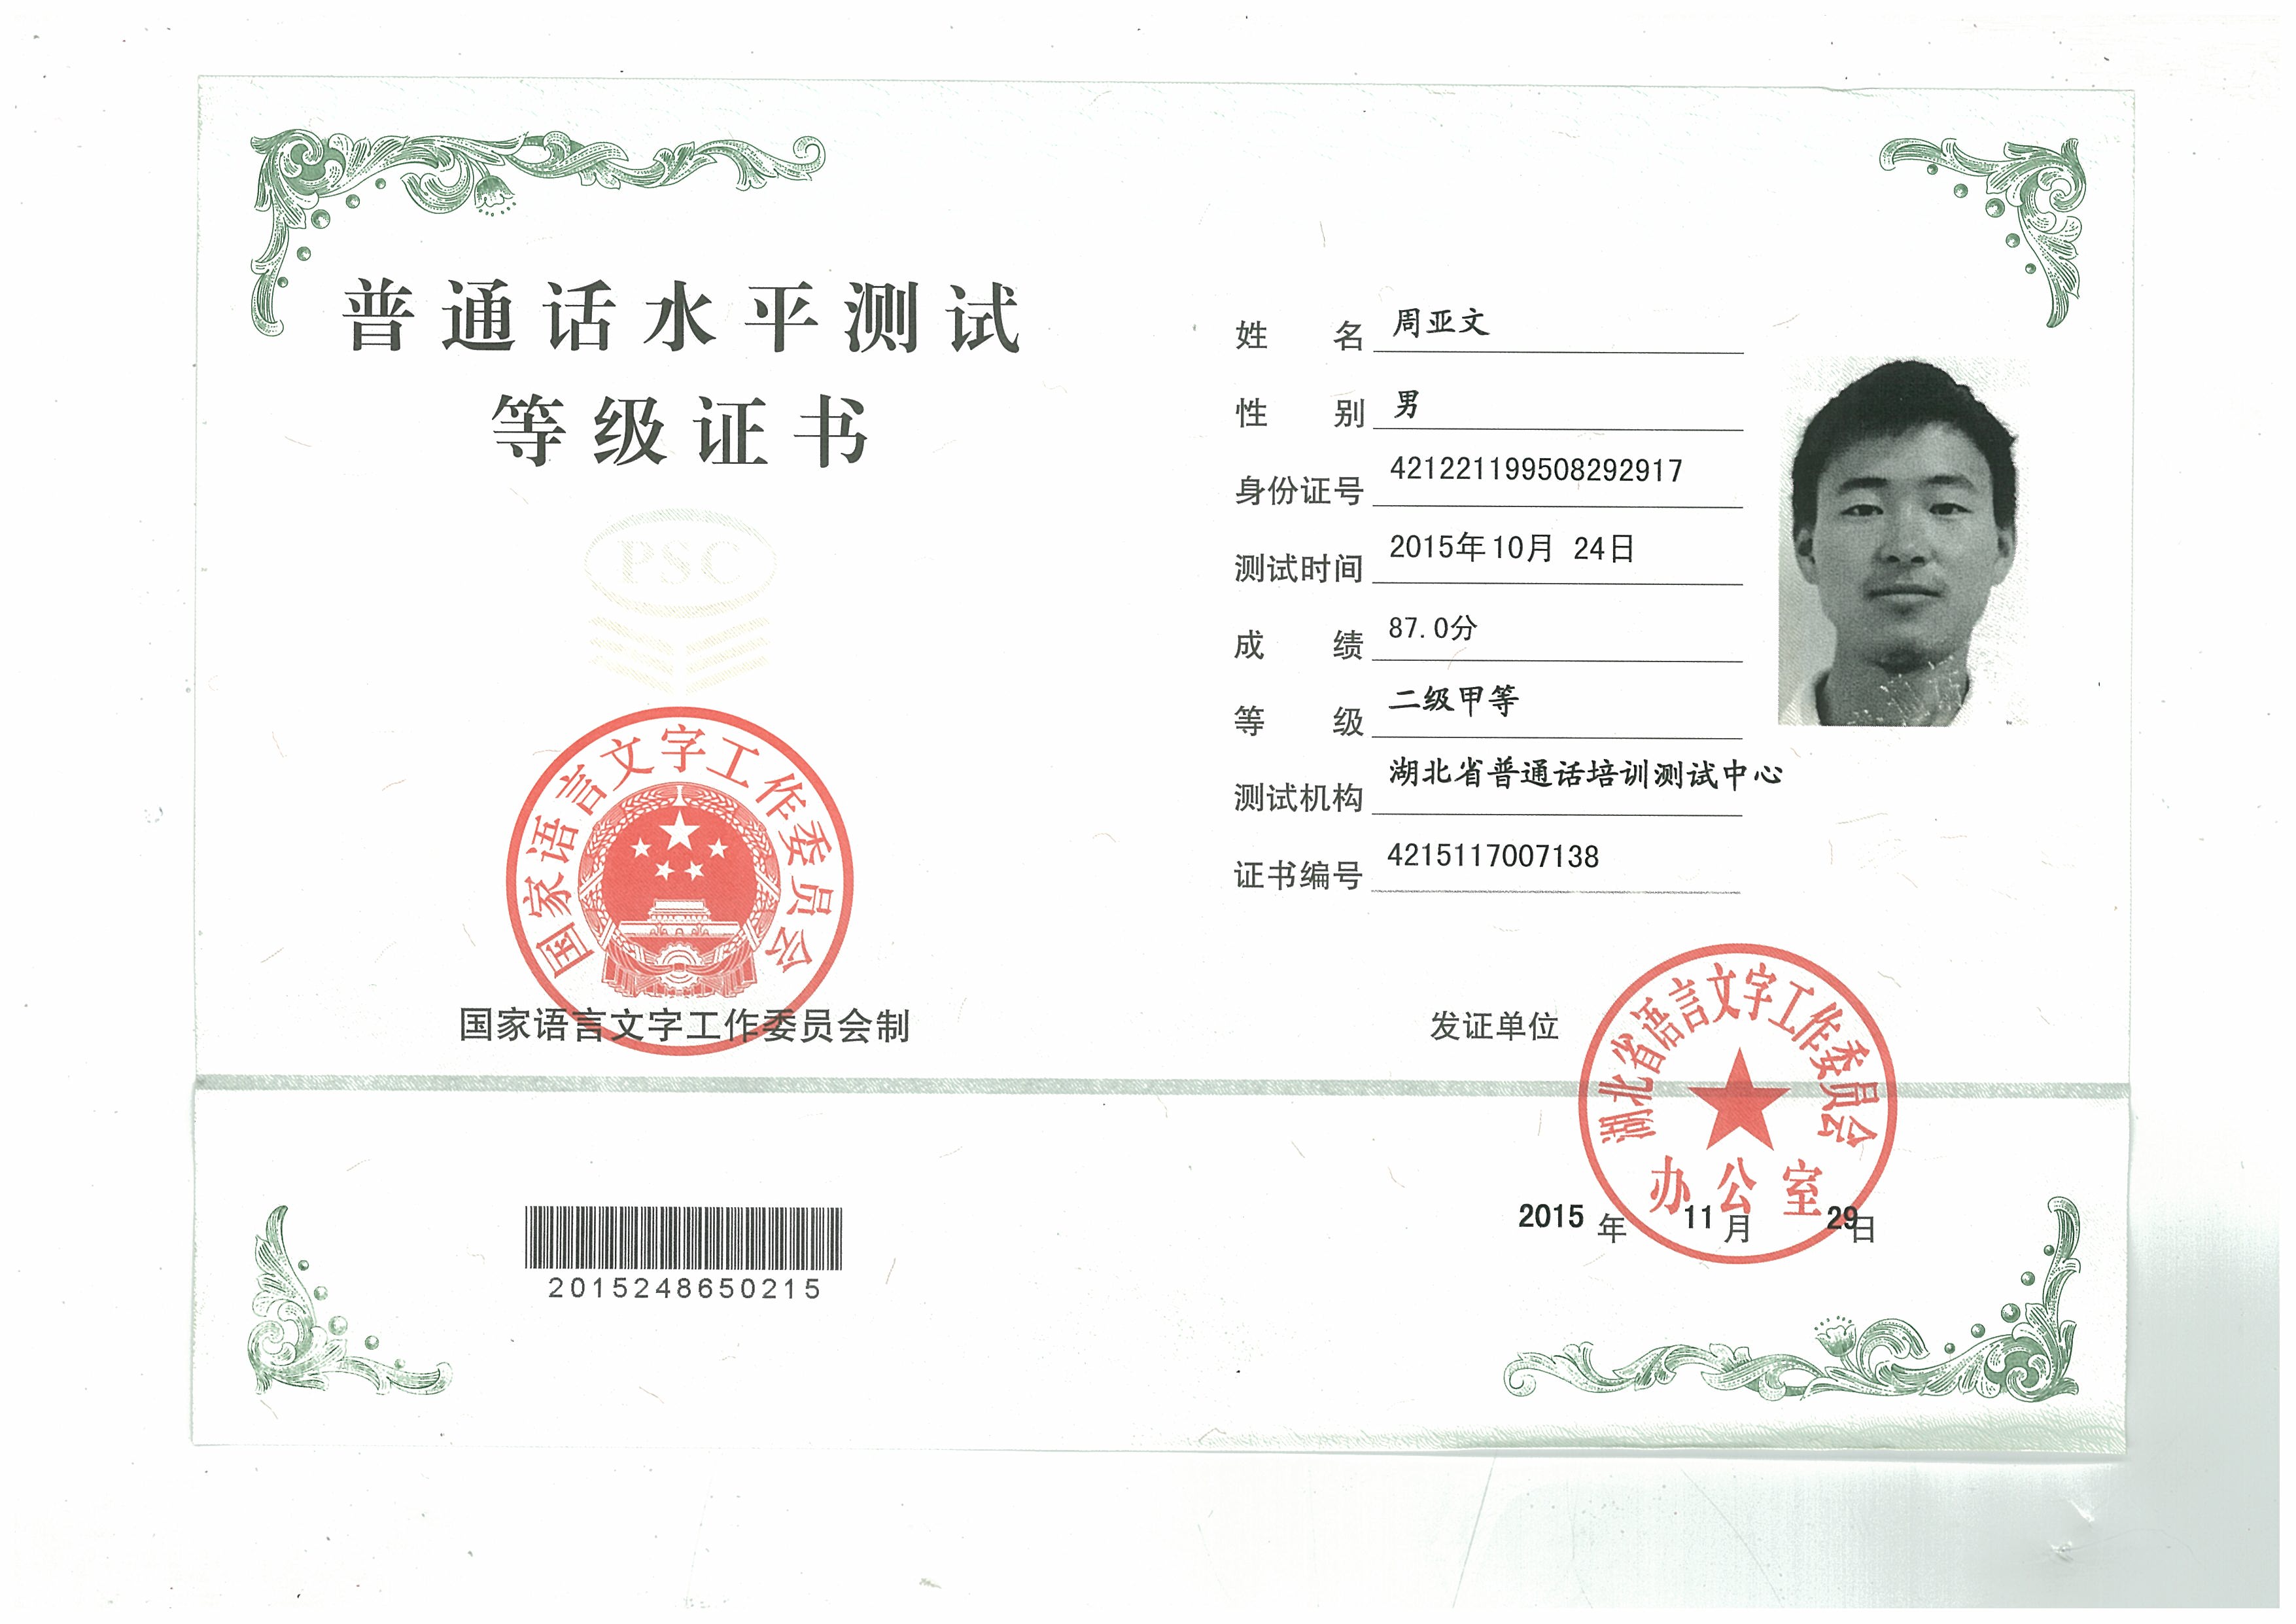 普通话水平测试
等级证书
PSC
国家语言文字工作委员会
国家语言文字工作委员会制
2015248650215
姓名 周亚文
性别 男
身份证号 421221199508292917
测试时间 2015年10月 24日
成绩 87.0分
等级 二级甲等
测试机构 湖北省普通话培训测试中心
证书编号 4215117007138
发证单位
湖北省语言文字工作委员会
办公室
2015 年 11 月 29日